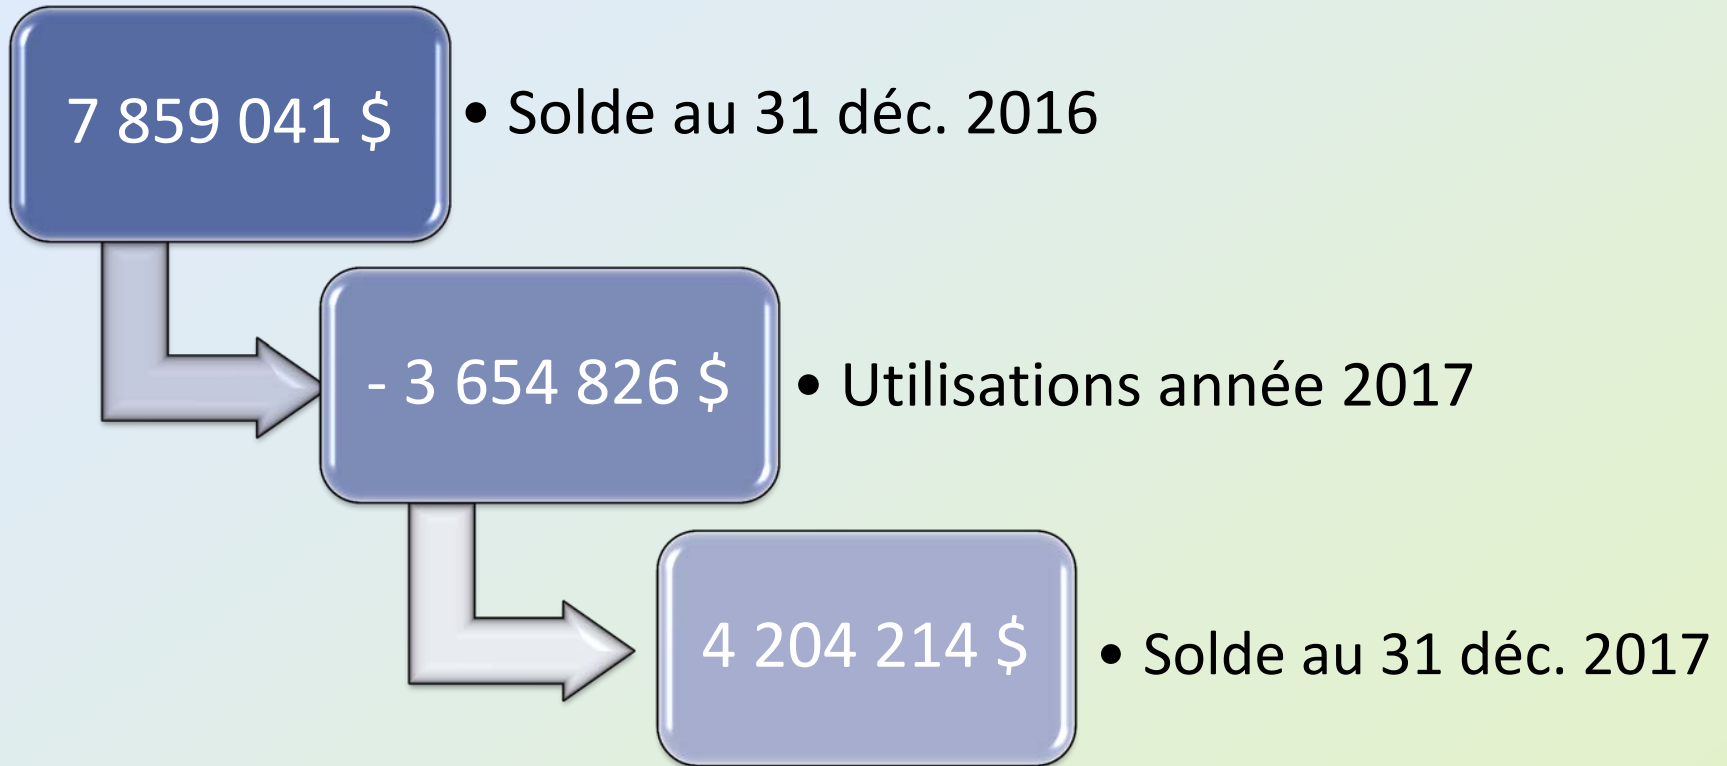 7 859 041 $
• Solde au 31 déc. 2016
- 3 654 826 $
• Utilisations année 2017
4 204 214 $
• Solde au 31 déc. 2017